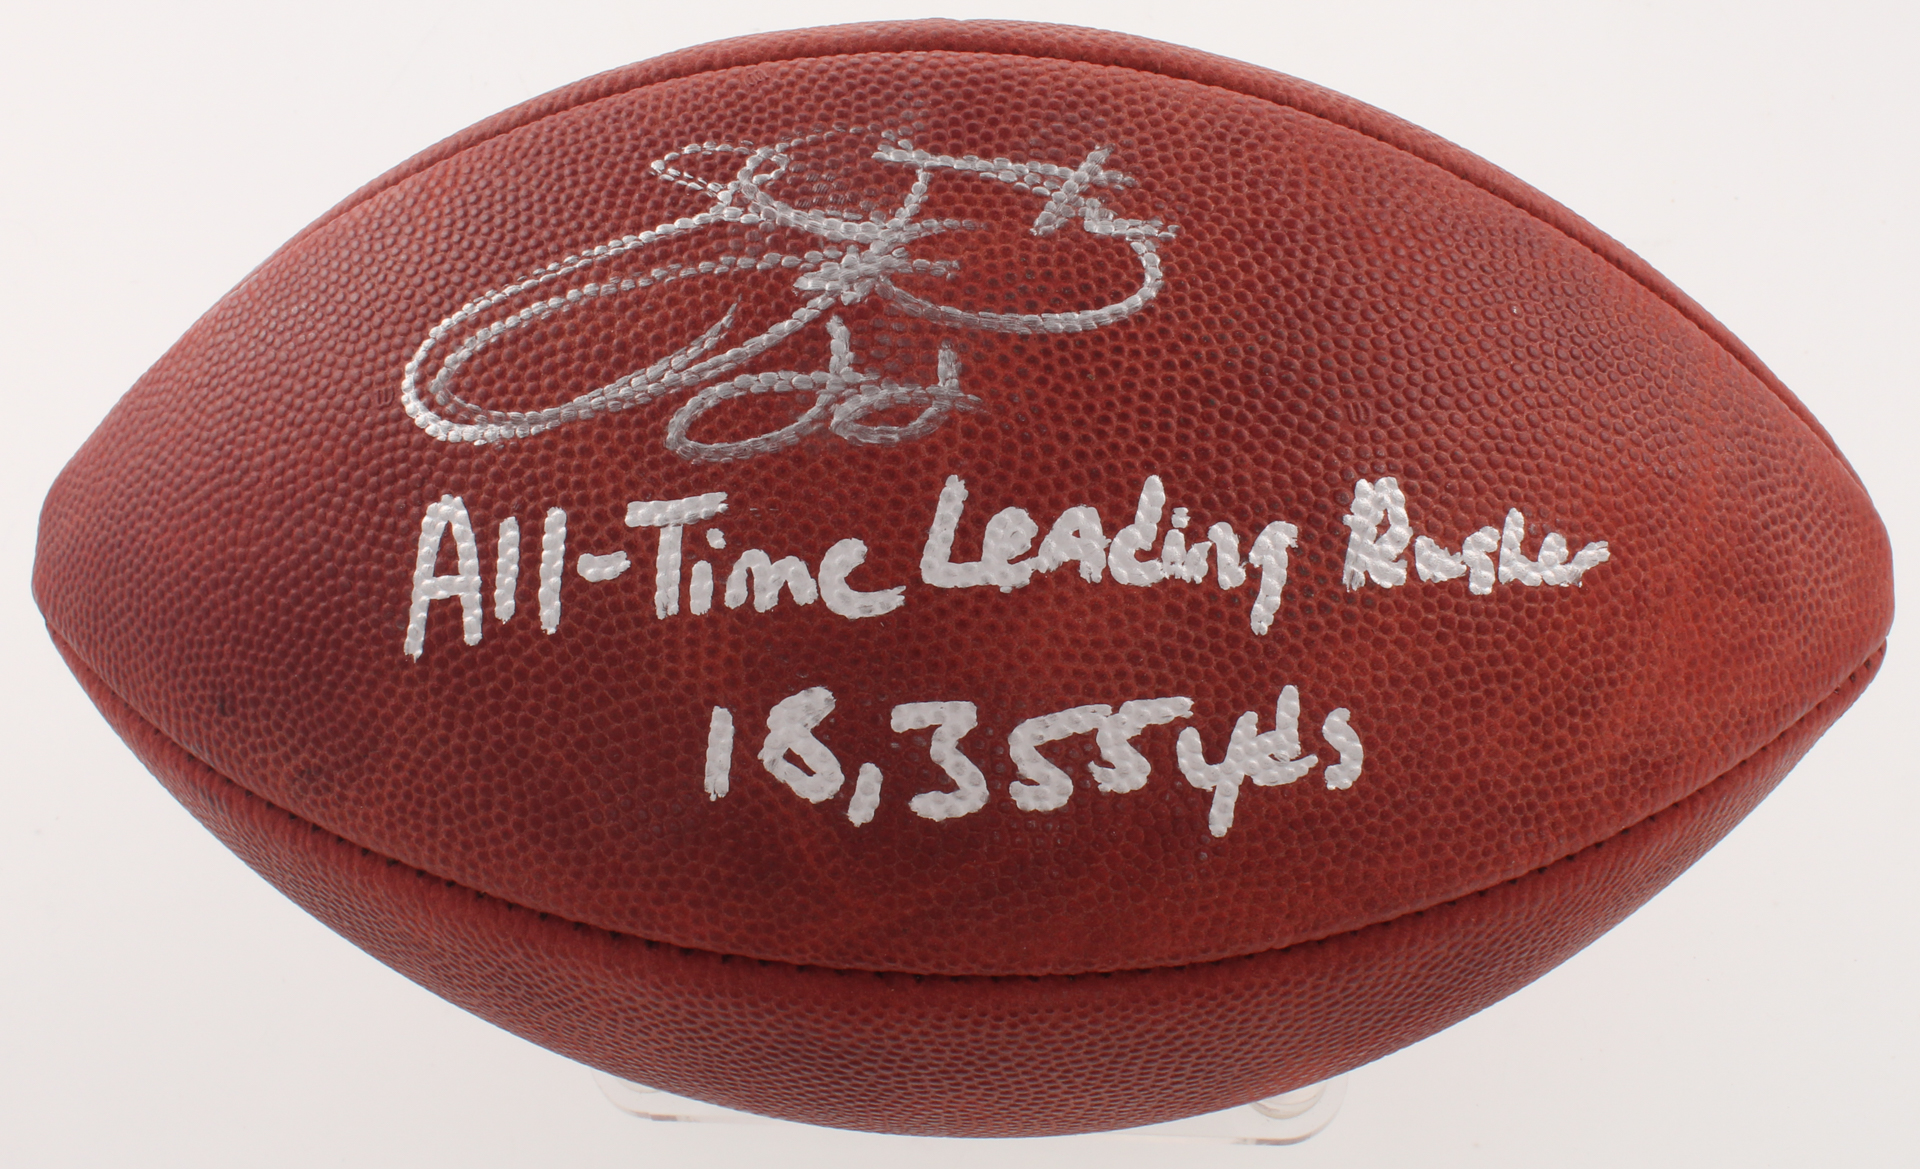 All-Time Leading Rusher
18,355yds